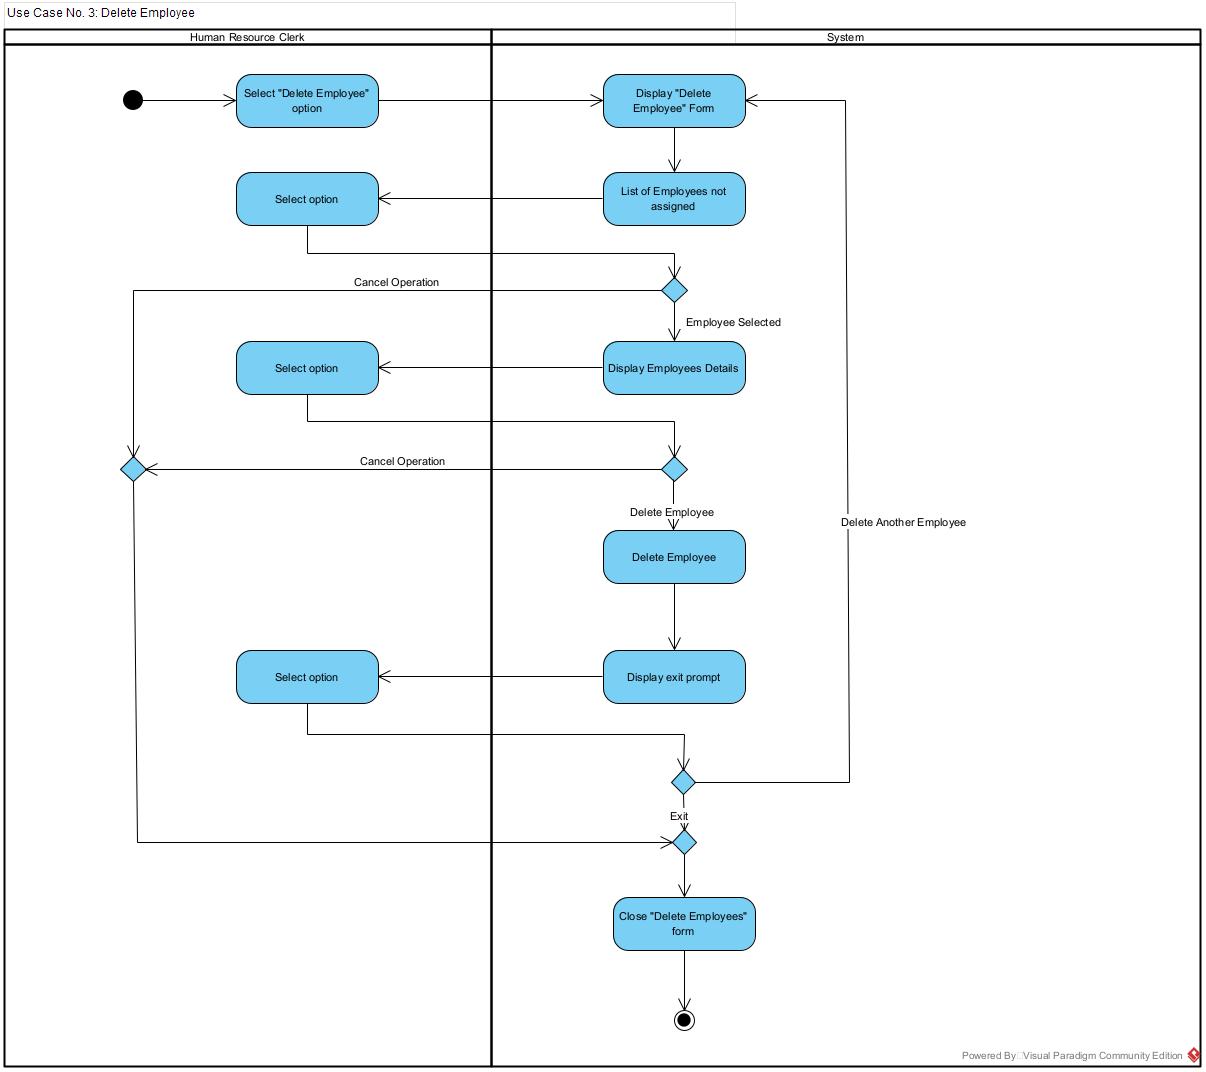 Use Case No. 3: Delete Employee
Human Resource Clerk
System
Select "Delete Employee"
option
Display "Delete
Employee" Form
Select option
List of Employees not
assigned
Cancel Operation
Employee Selected
Select option
Display Employees Details
Cancel Operation
Delete Employee
Delete Another Employee
Delete Employee
Select option
Display exit prompt
Exit
Close "Delete Employees"
form
Powered By Visual Paradigm Community Edition